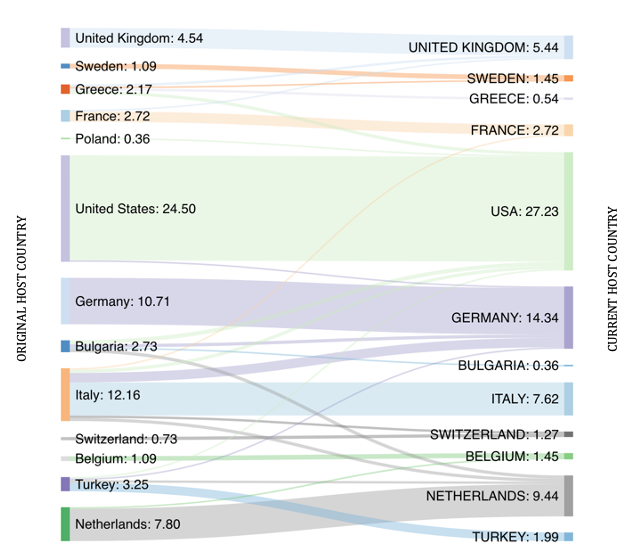 ORIGINAL HOST COUNTRY
United Kingdom: 4.54
Sweden: 1.09
Greece: 2.17
France: 2.72
Poland: 0.36
United States: 24.50
Germany: 10.71
Bulgaria: 2.73
Italy: 12.16
Switzerland: 0.73
Belgium: 1.09
Turkey: 3.25
Netherlands: 7.80
UNITED KINGDOM: 5.44
SWEDEN: 1.45
GREECE: 0.54
FRANCE: 2.72
USA: 27.23
GERMANY: 14.34
BULGARIA: 0.36
ITALY: 7.62
SWITZERLAND: 1.27
BELGIUM: 1.45
NETHERLANDS: 9.44
TURKEY: 1.99
CURRENT HOST COUNTRY